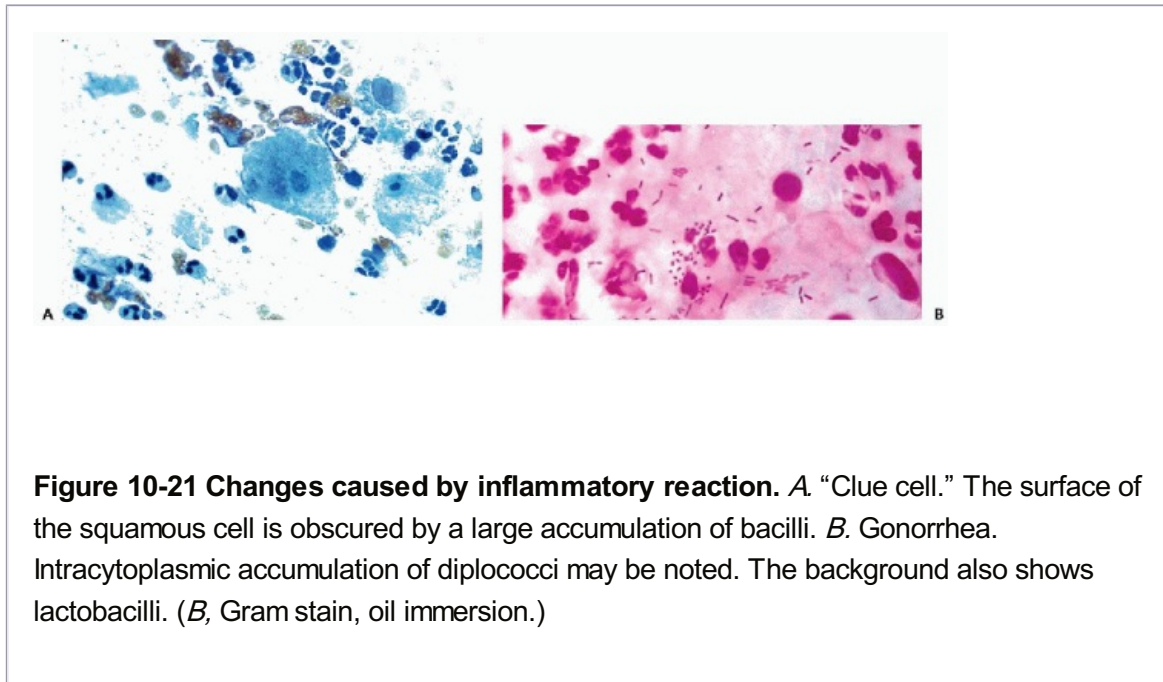 A
B
Figure 10-21 Changes caused by inflammatory reaction. A. “Clue cell.” The surface of
the squamous cell is obscured by a large accumulation of bacilli. B. Gonorrhea.
Intracytoplasmic accumulation of diplococci may be noted. The background also shows
lactobacilli. (B, Gram stain, oil immersion.)